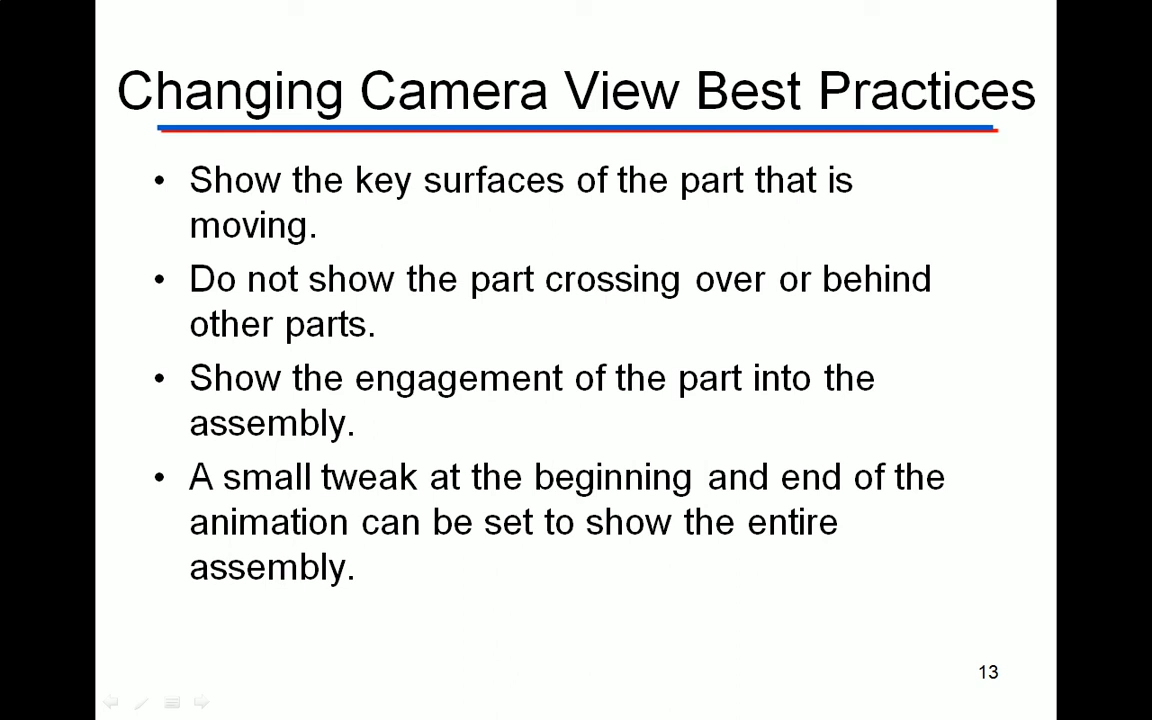 Changing Camera View Best Practices
• Show the key surfaces of the part that is
moving.
• Do not show the part crossing over or behind
other parts.
• Show the engagement of the part into the
assembly.
• A small tweak at the beginning and end of the
animation can be set to show the entire
assembly.
13